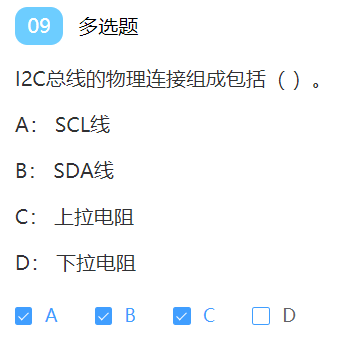 09 多选题
I2C总线的物理连接组成包括（ ）。
A： SCL线
B： SDA线
C： 上拉电阻
D： 下拉电阻
A B C D